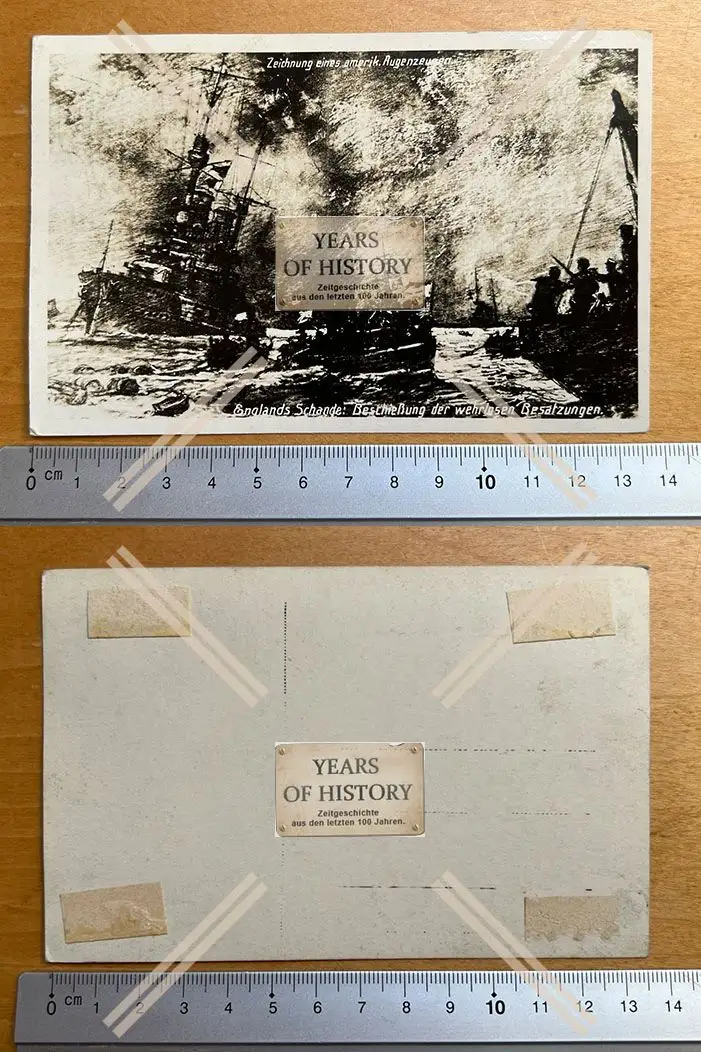 Zeichnung eines amerik. Augenzeugen.
YEARS
OF HISTORY
Zeitgeschichte
aus den letzten 100 Jahren.
Englands Schande: Beschießung der wehrlosen Besatzungen.
0 cm 1 2 3 4 5 6 7 8 9 10 11 12 13 14
YEARS
OF HISTORY
Zeitgeschichte
aus den letzten 100 Jahren.
0 cm 1 2 3 4 5 6 7 8 9 10 11 12 13 14